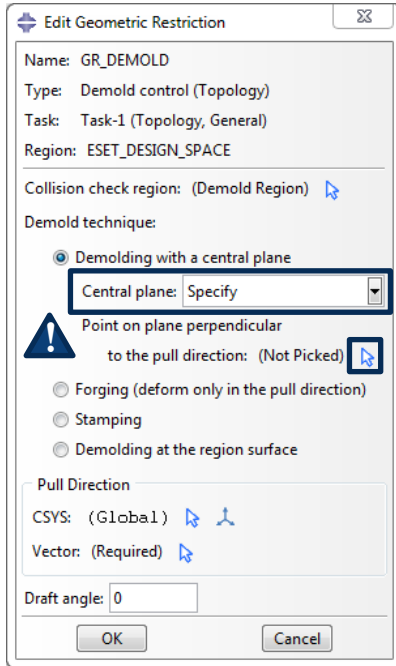 Edit Geometric Restriction
Name: GR_DEMOLD
Type: Demold control (Topology)
Task: Task-1 (Topology, General)
Region: ESET_DESIGN_SPACE
Collision check region: (Demold Region)
Demold technique:
Demolding with a central plane
Central plane: Specify
Point on plane perpendicular
to the pull direction: (Not Picked)
Forging (deform only in the pull direction)
Stamping
Demolding at the region surface
Pull Direction
CSYS: (Global)
Vector: (Required)
Draft angle: 0
OK Cancel